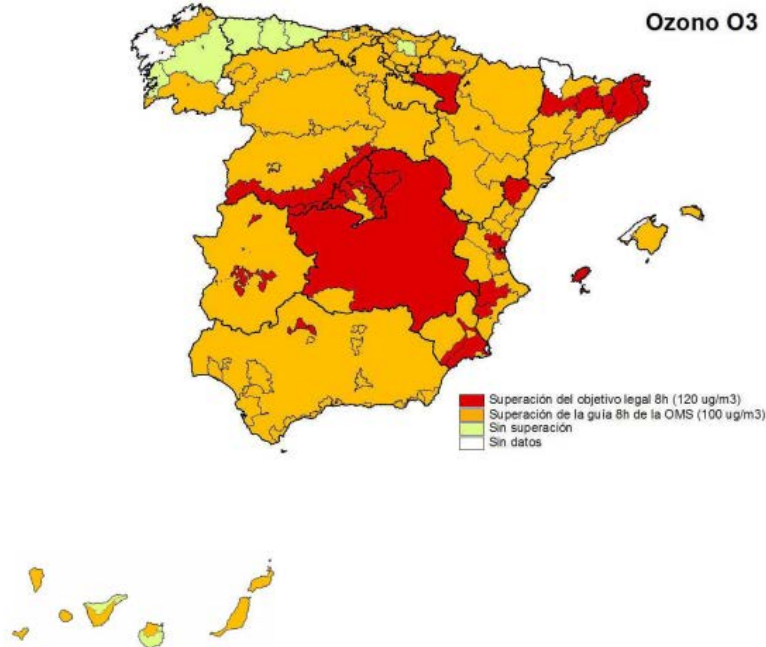 Ozono O3
Superación del objetivo legal 8h (120 ug/m3)
Superación de la guía 8h de la OMS (100 ug/m3)
Sin superación
Sin datos